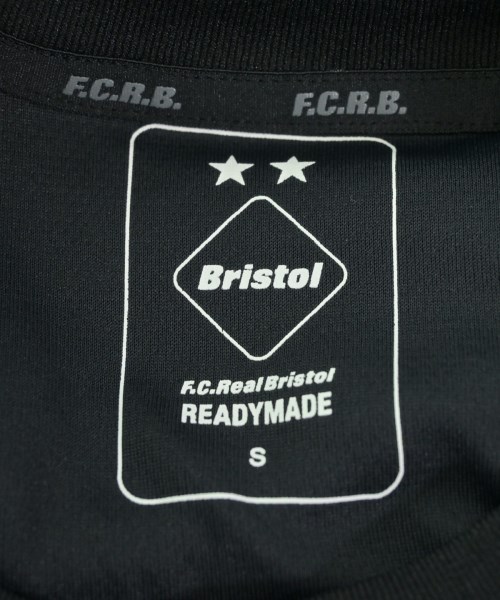 F.C.R.B. F.C.R.B.
Bristol
F.C.Real Bristol
READYMADE
S